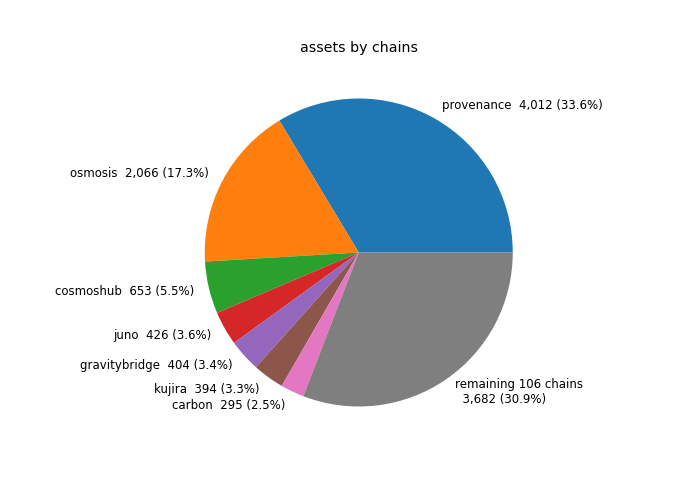 assets by chains
provenance  4,012 (33.6%)
osmosis  2,066 (17.3%)
cosmoshub  653 (5.5%)
juno  426 (3.6%)
gravitybridge  404 (3.4%)
kujira  394 (3.3%)
carbon  295 (2.5%)
remaining 106 chains
3,682 (30.9%)